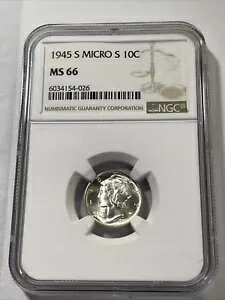 1945 S MICRO S 10C
MS 66
6034154-026
NUMISMATIC GUARANTY CORPORATION
NGC